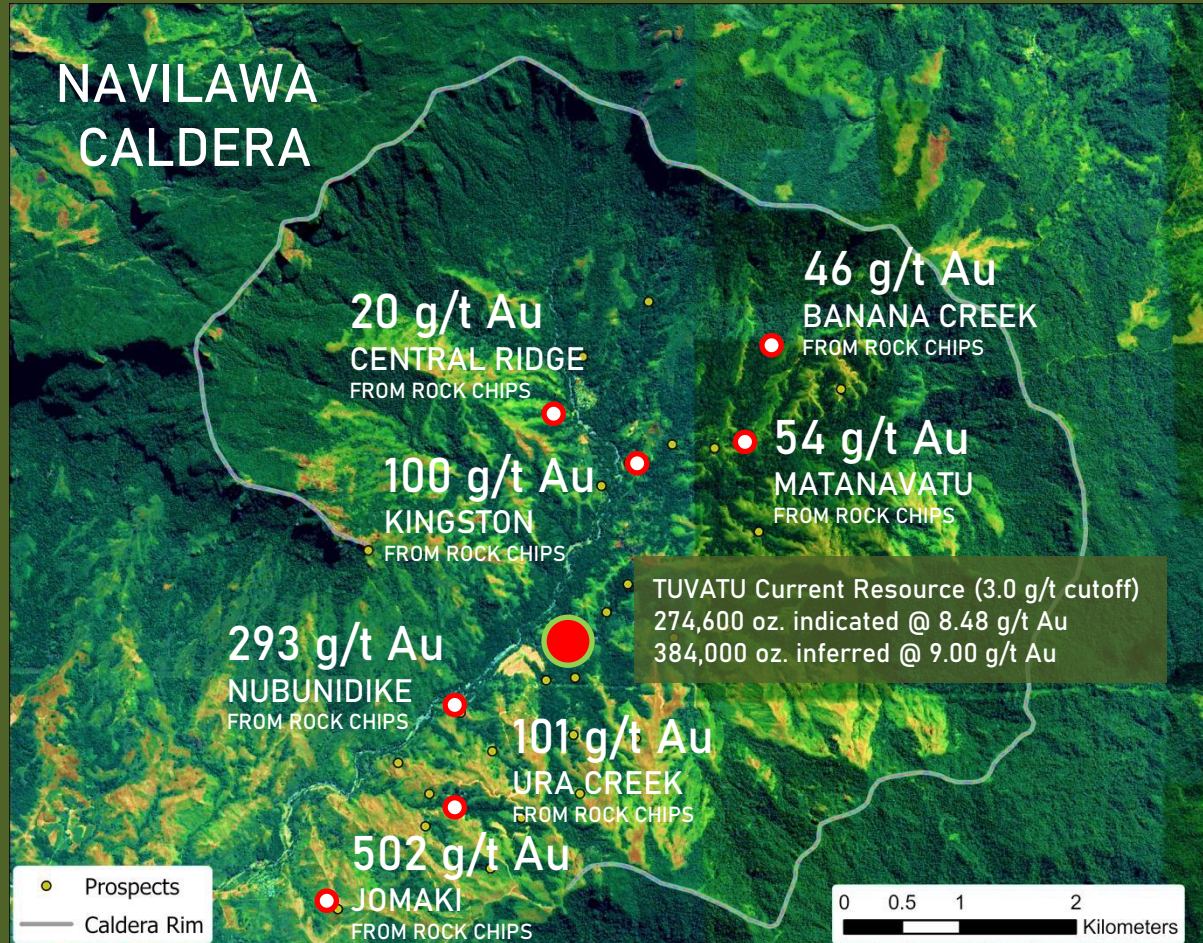 NAVILAWA
CALDERA
46 g/t Au
BANANA CREEK
FROM ROCK CHIPS
20 g/t Au
CENTRAL RIDGE
FROM ROCK CHIPS
54 g/t Au
MATANAVATU
FROM ROCK CHIPS
100 g/t Au
KINGSTON
FROM ROCK CHIPS
TUVATU Current Resource (3.0 g/t cutoff)
274,600 oz. indicated @ 8.48 g/t Au
384,000 oz. inferred @ 9.00 g/t Au
293 g/t Au
NUBUNIDIKE
FROM ROCK CHIPS
101 g/t Au
URA CREEK
FROM ROCK CHIPS
502 g/t Au
JOMAKI
FROM ROCK CHIPS
Prospects
Caldera Rim
0 0.5 1 2
Kilometers